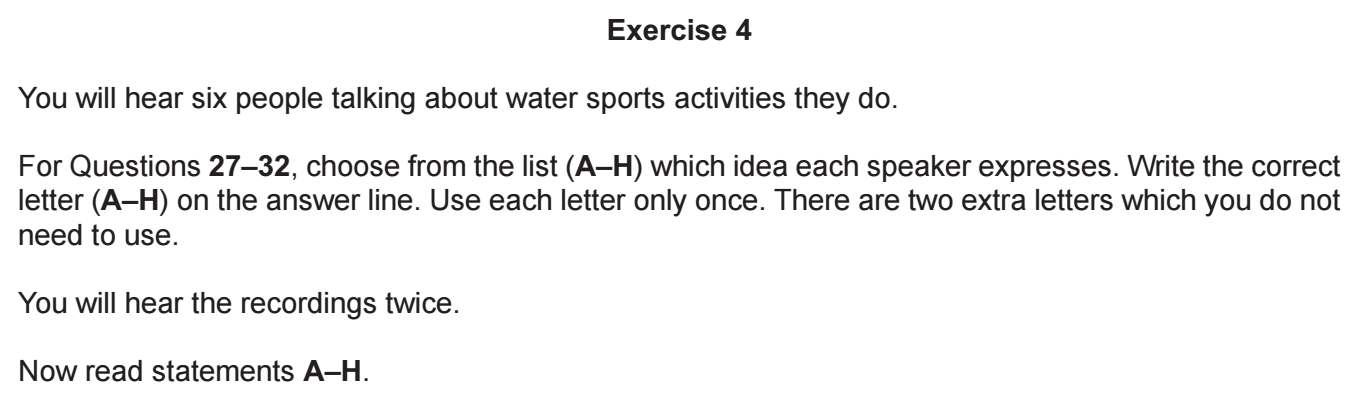 Exercise 4
You will hear six people talking about water sports activities they do.
For Questions 27–32, choose from the list (A–H) which idea each speaker expresses. Write the correct
letter (A–H) on the answer line. Use each letter only once. There are two extra letters which you do not
need to use.
You will hear the recordings twice.
Now read statements A–H.